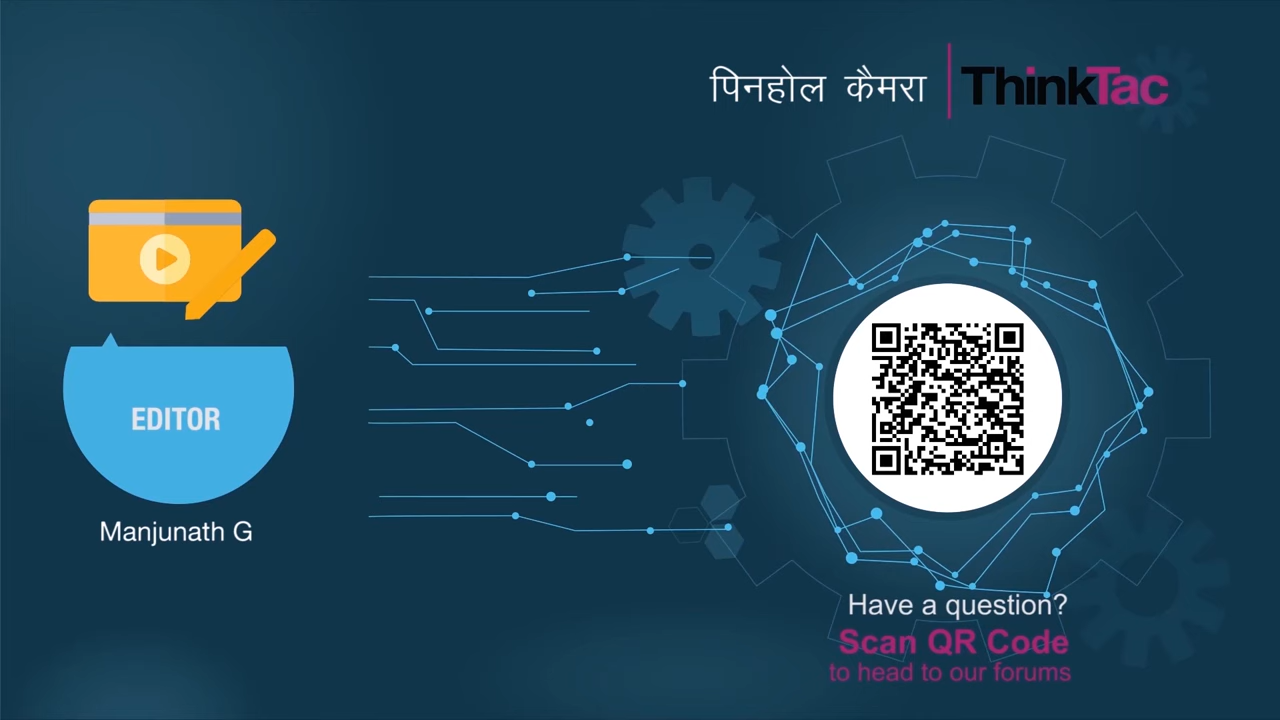 पिनहोल कैमरा ThinkTac
EDITOR
Manjunath G
Have a question?
Scan QR Code
to head to our forums